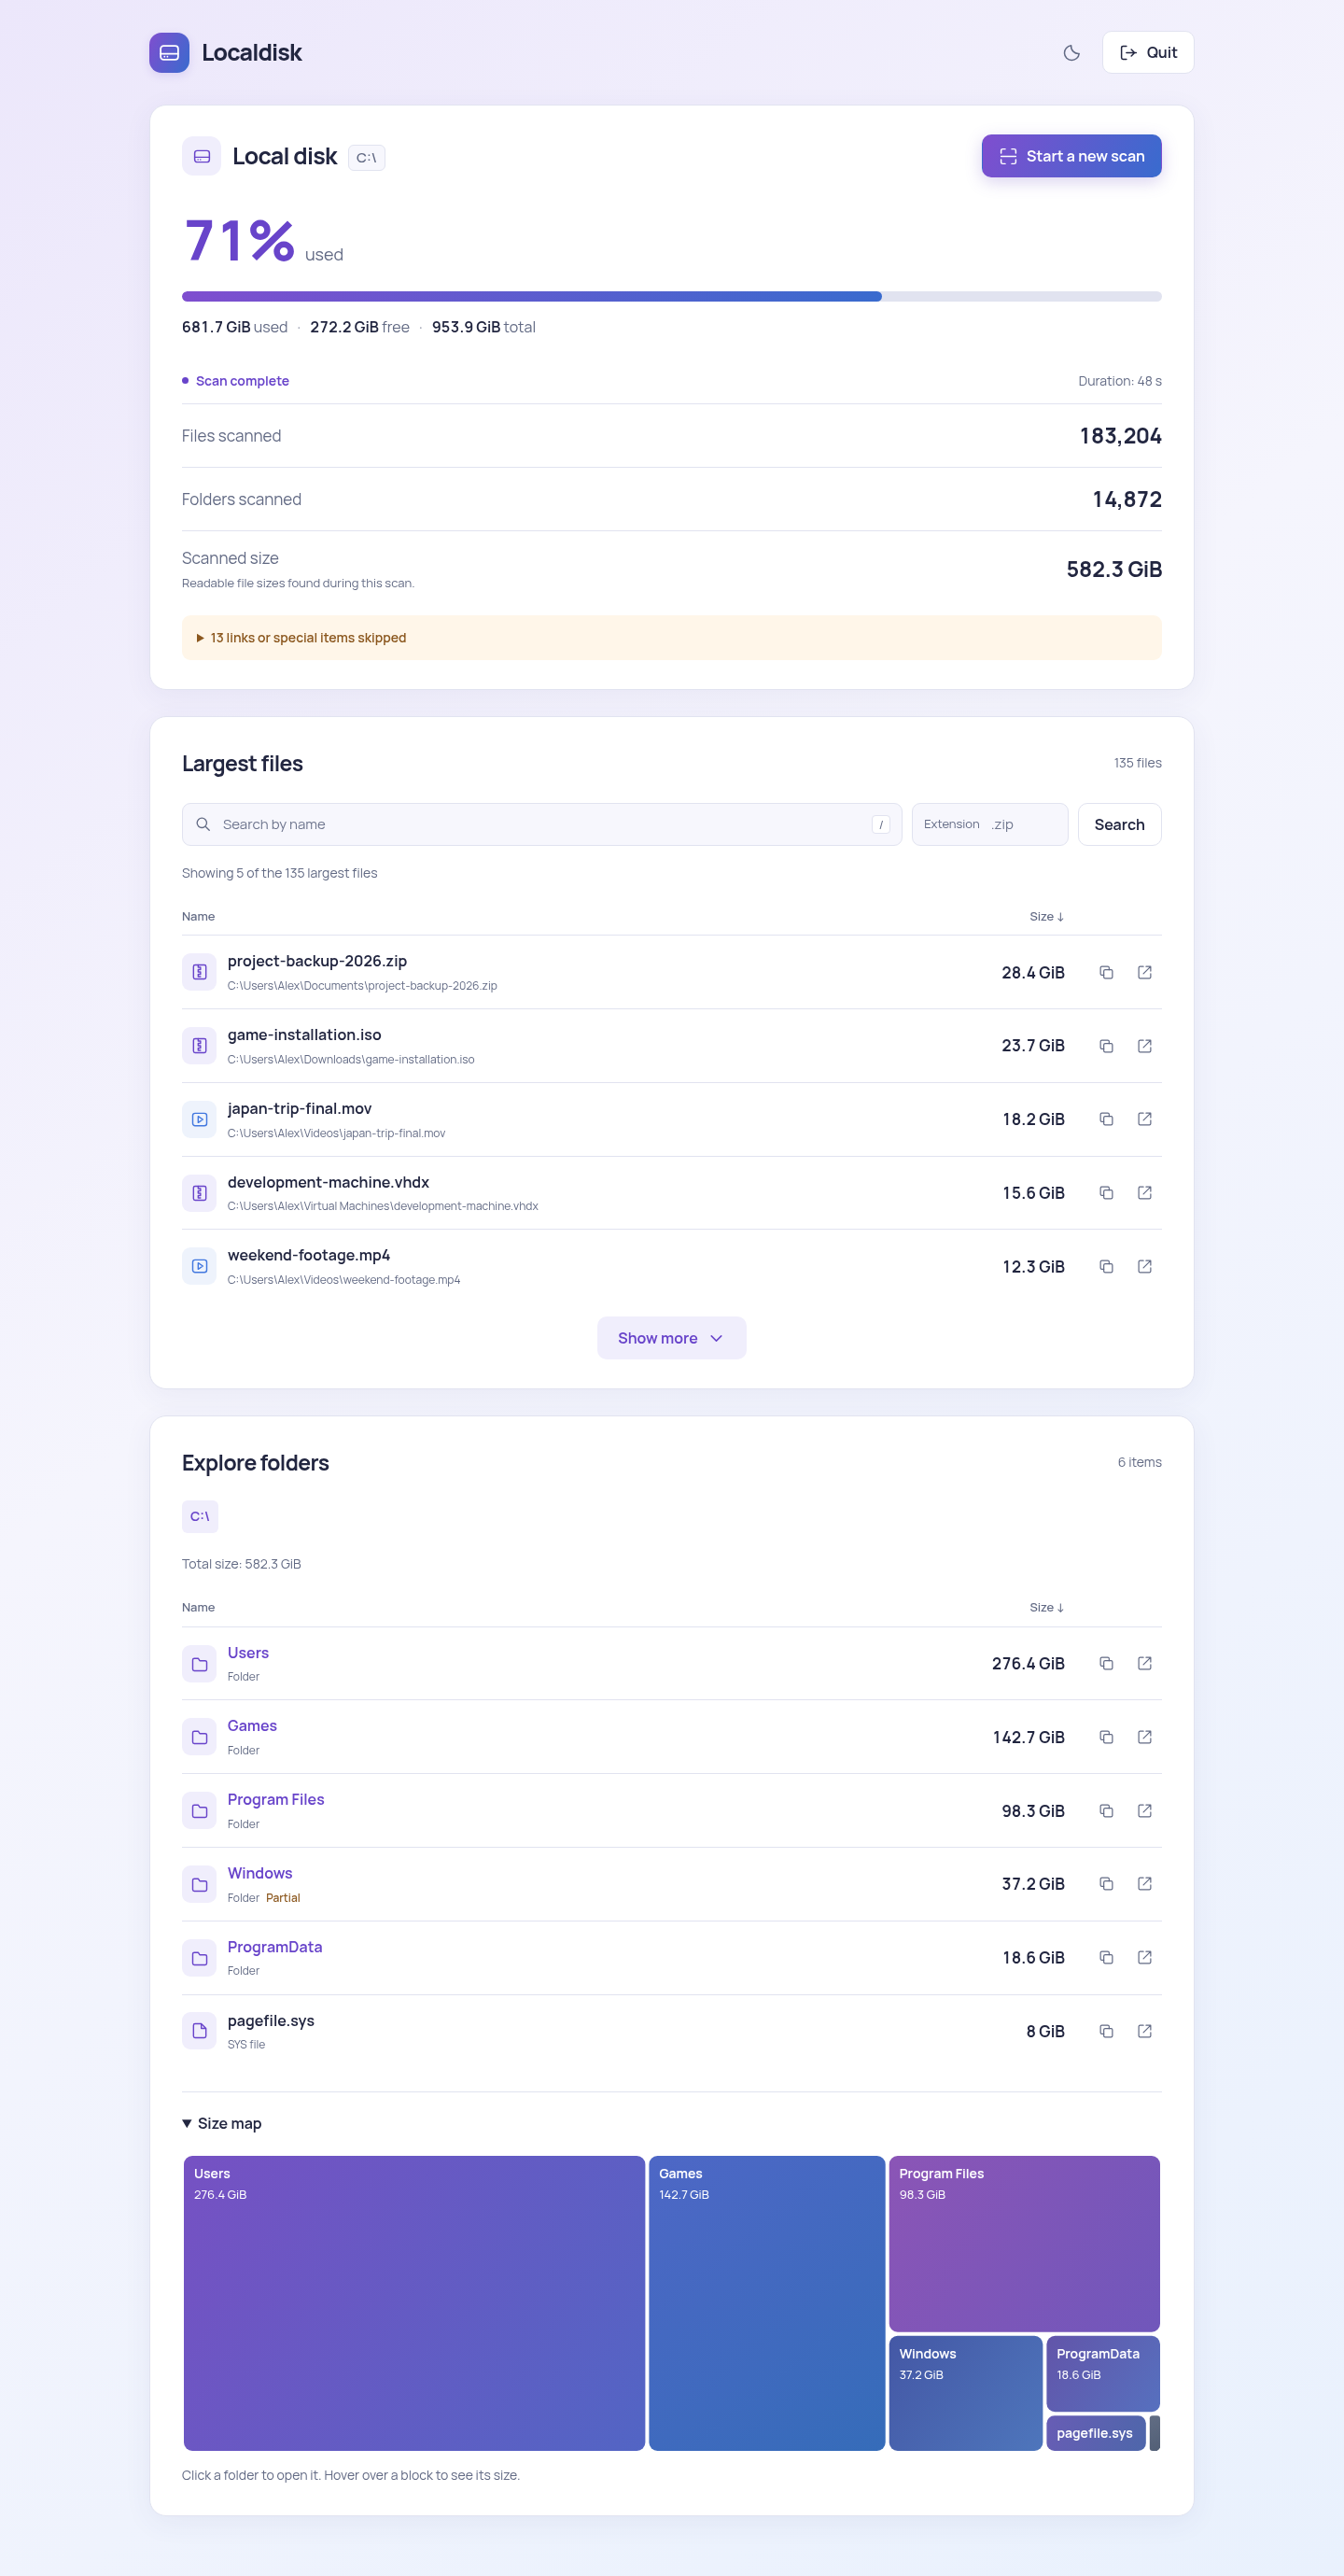 Localdisk
Quit
Local disk C:\
Start a new scan
71% used
681.7 GiB used · 272.2 GiB free · 953.9 GiB total
Scan complete
Duration: 48 s
Files scanned
183,204
Folders scanned
14,872
Scanned size
Readable file sizes found during this scan.
582.3 GiB
13 links or special items skipped
Largest files
135 files
Search by name
/
Extension .zip
Search
Showing 5 of the 135 largest files
Name
Size ↓
project-backup-2026.zip
C:\Users\Alex\Documents\project-backup-2026.zip
28.4 GiB
game-installation.iso
C:\Users\Alex\Downloads\game-installation.iso
23.7 GiB
japan-trip-final.mov
C:\Users\Alex\Videos\japan-trip-final.mov
18.2 GiB
development-machine.vhdx
C:\Users\Alex\Virtual Machines\development-machine.vhdx
15.6 GiB
weekend-footage.mp4
C:\Users\Alex\Videos\weekend-footage.mp4
12.3 GiB
Show more
Explore folders
6 items
C:\
Total size: 582.3 GiB
Name
Size ↓
Users
Folder
276.4 GiB
Games
Folder
142.7 GiB
Program Files
Folder
98.3 GiB
Windows
Folder Partial
37.2 GiB
ProgramData
Folder
18.6 GiB
pagefile.sys
SYS file
8 GiB
Size map
Users
276.4 GiB
Games
142.7 GiB
Program Files
98.3 GiB
Windows
37.2 GiB
ProgramData
18.6 GiB
pagefile.sys
Click a folder to open it. Hover over a block to see its size.